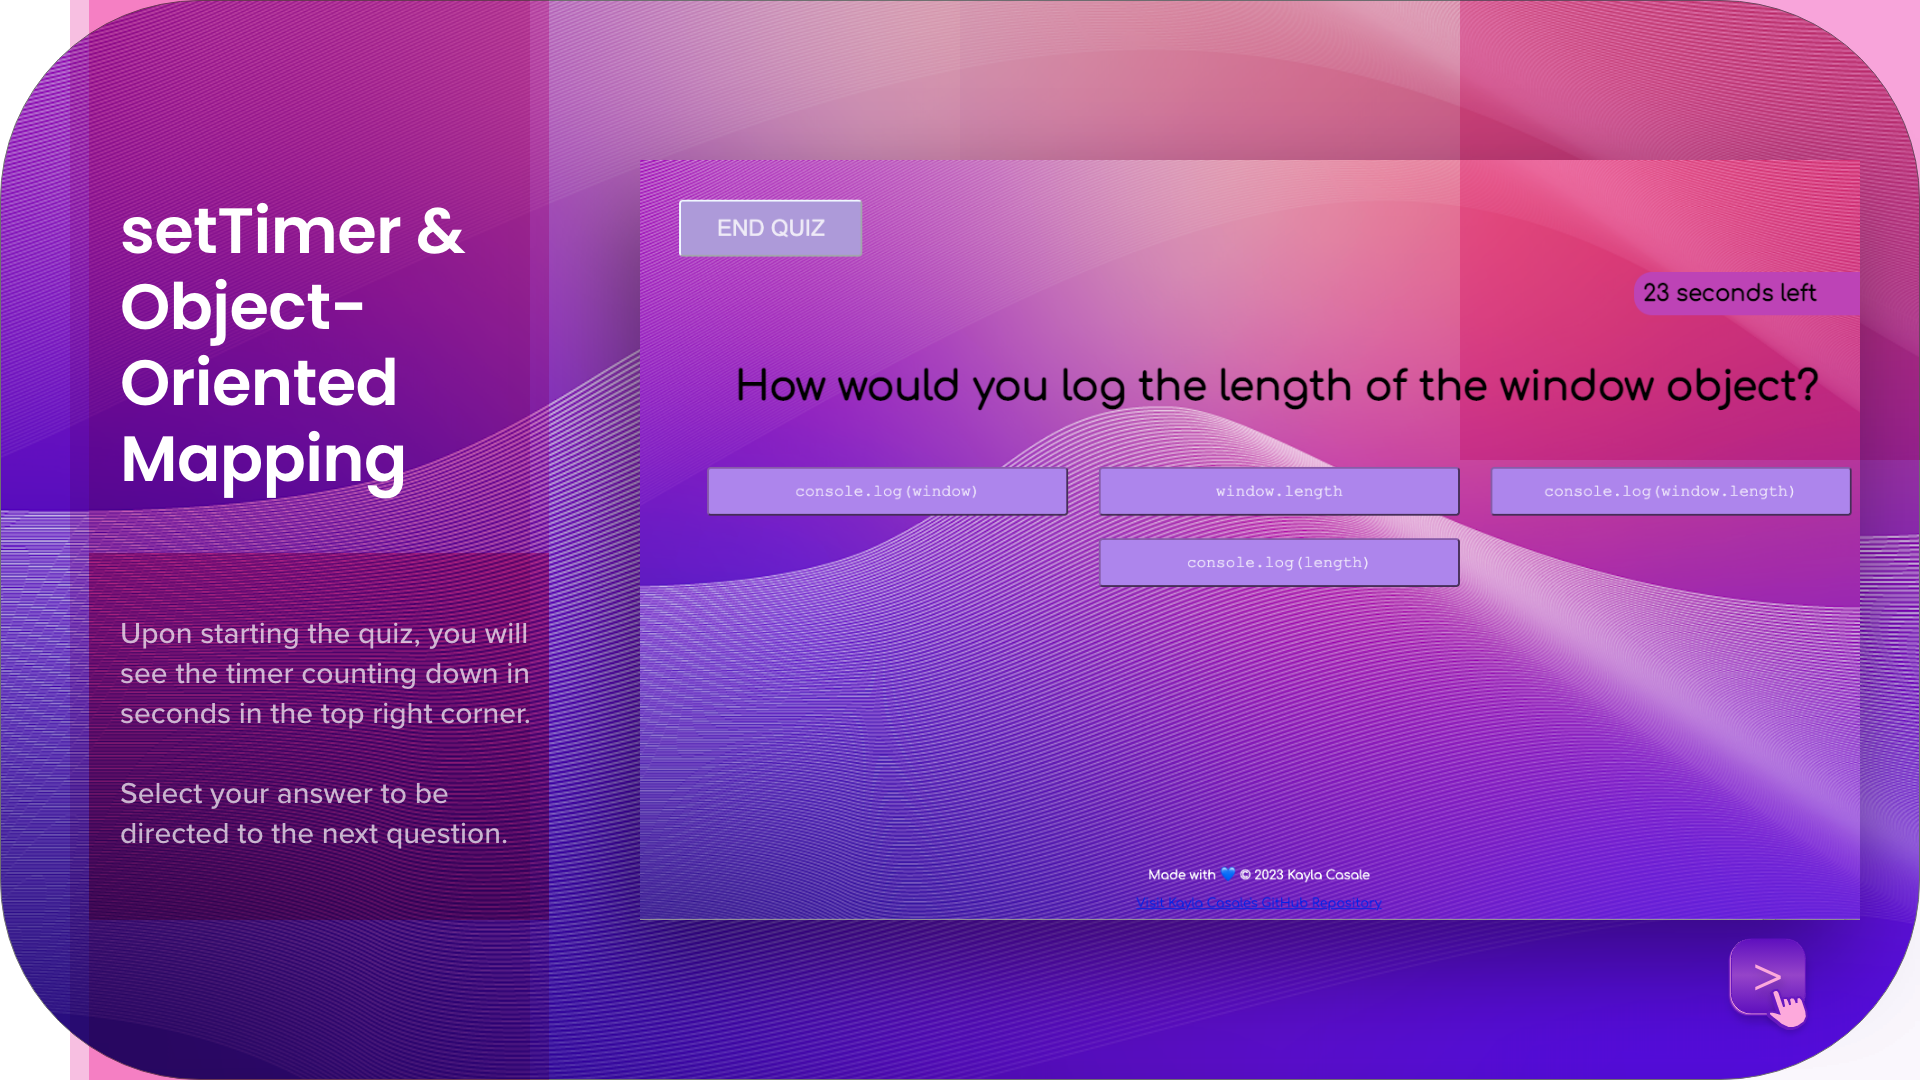 setTimer &
Object-
Oriented
Mapping
Upon starting the quiz, you will
see the timer counting down in
seconds in the top right corner.
Select your answer to be
directed to the next question.
END QUIZ
23 seconds left
How would you log the length of the window object?
console.log(window)
window.length
console.log(window.length)
console.log(length)
Made with 💙 © 2023 Kayla Casale
Visit Kayla Casale's GitHub Repository
>